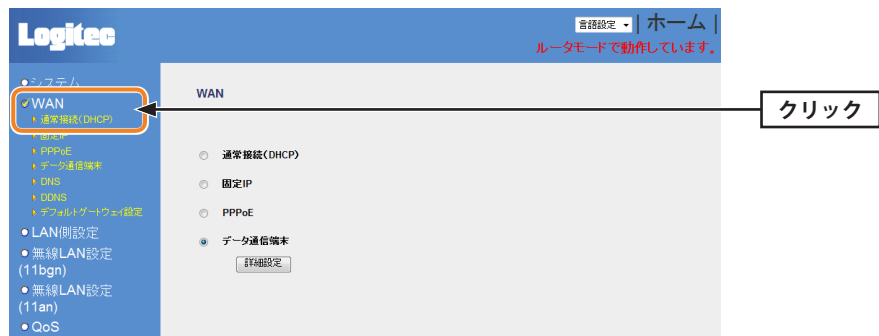 Logitec
言語設定 | ホーム |
ルータモードで動作しています。
システム
WAN
通常接続(DHCP)
固定IP
PPPoE
データ通信端末
DNS
DDNS
デフォルトゲートウェイ設定
LAN側設定
無線LAN設定
(11bgn)
無線LAN設定
(11an)
QoS
WAN
通常接続(DHCP)
固定IP
PPPoE
データ通信端末
詳細設定
クリック